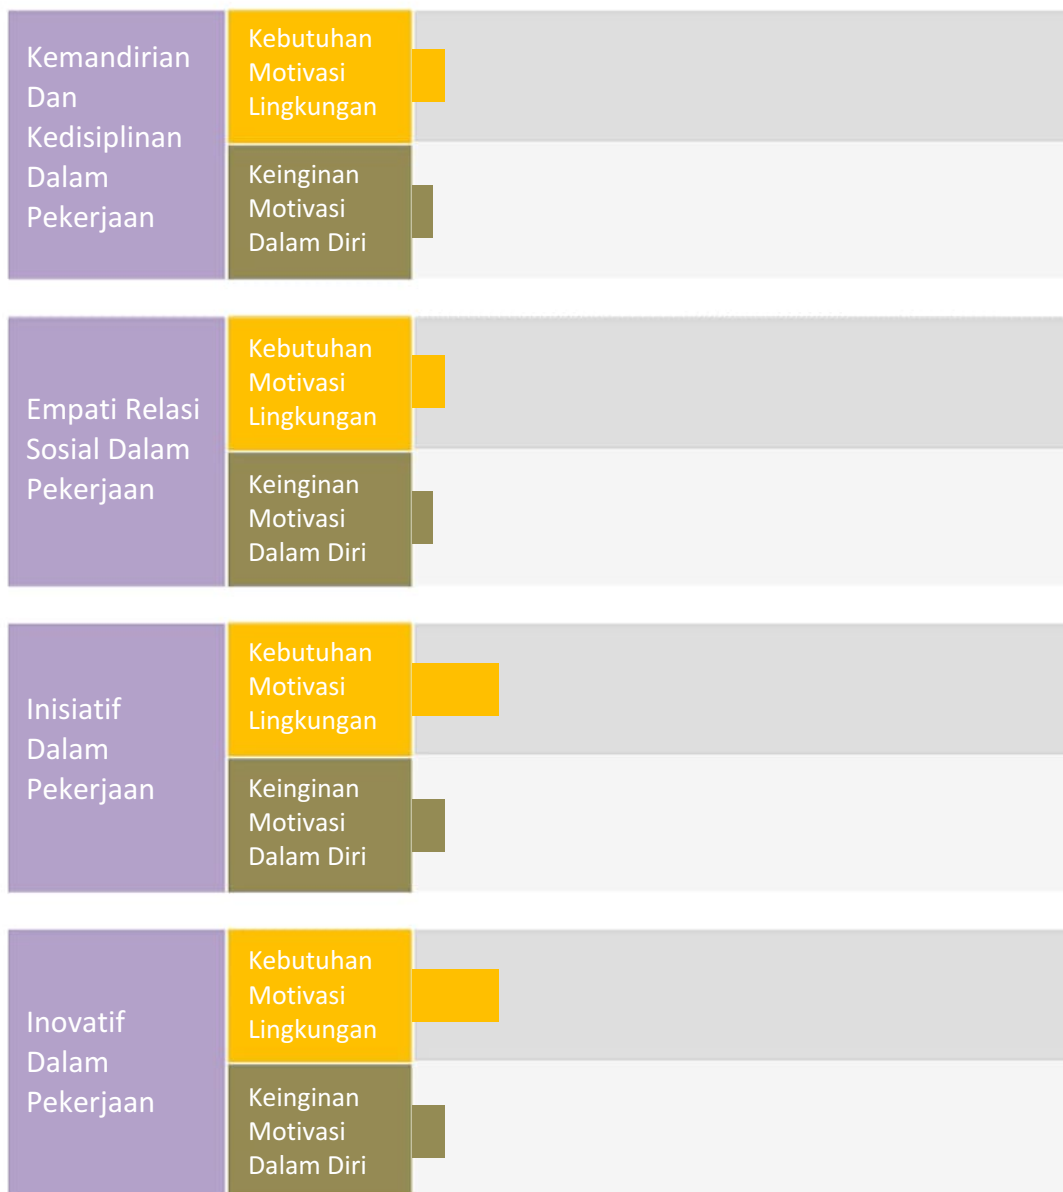 Kemandirian
Dan
Kedisiplinan
Dalam
Pekerjaan
Kebutuhan
Motivasi
Lingkungan
Keinginan
Motivasi
Dalam Diri
Empati Relasi
Sosial Dalam
Pekerjaan
Kebutuhan
Motivasi
Lingkungan
Keinginan
Motivasi
Dalam Diri
Inisiatif
Dalam
Pekerjaan
Kebutuhan
Motivasi
Lingkungan
Keinginan
Motivasi
Dalam Diri
Inovatif
Dalam
Pekerjaan
Kebutuhan
Motivasi
Lingkungan
Keinginan
Motivasi
Dalam Diri